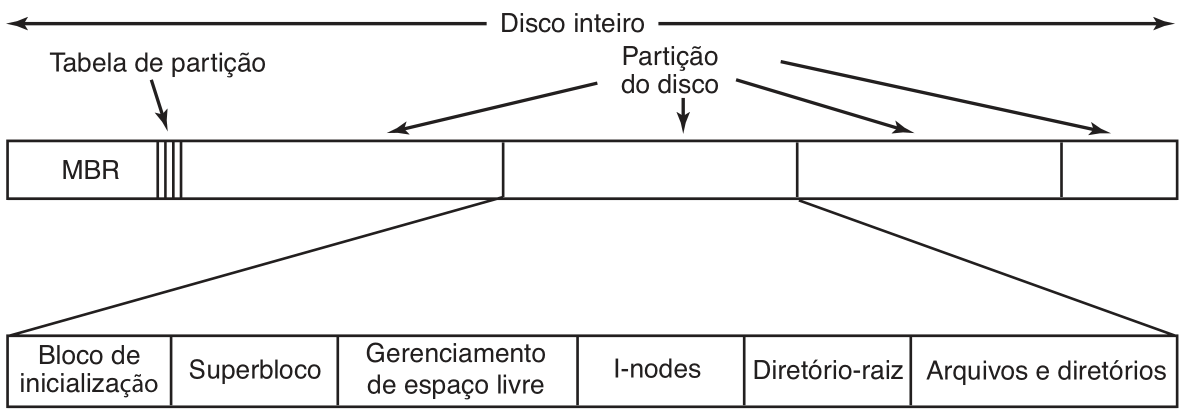 Disco inteiro
Tabela de partição
Partição
do disco
MBR
Bloco de
inicialização
Superbloco
Gerenciamento
de espaço livre
I-nodes
Diretório-raiz
Arquivos e diretórios